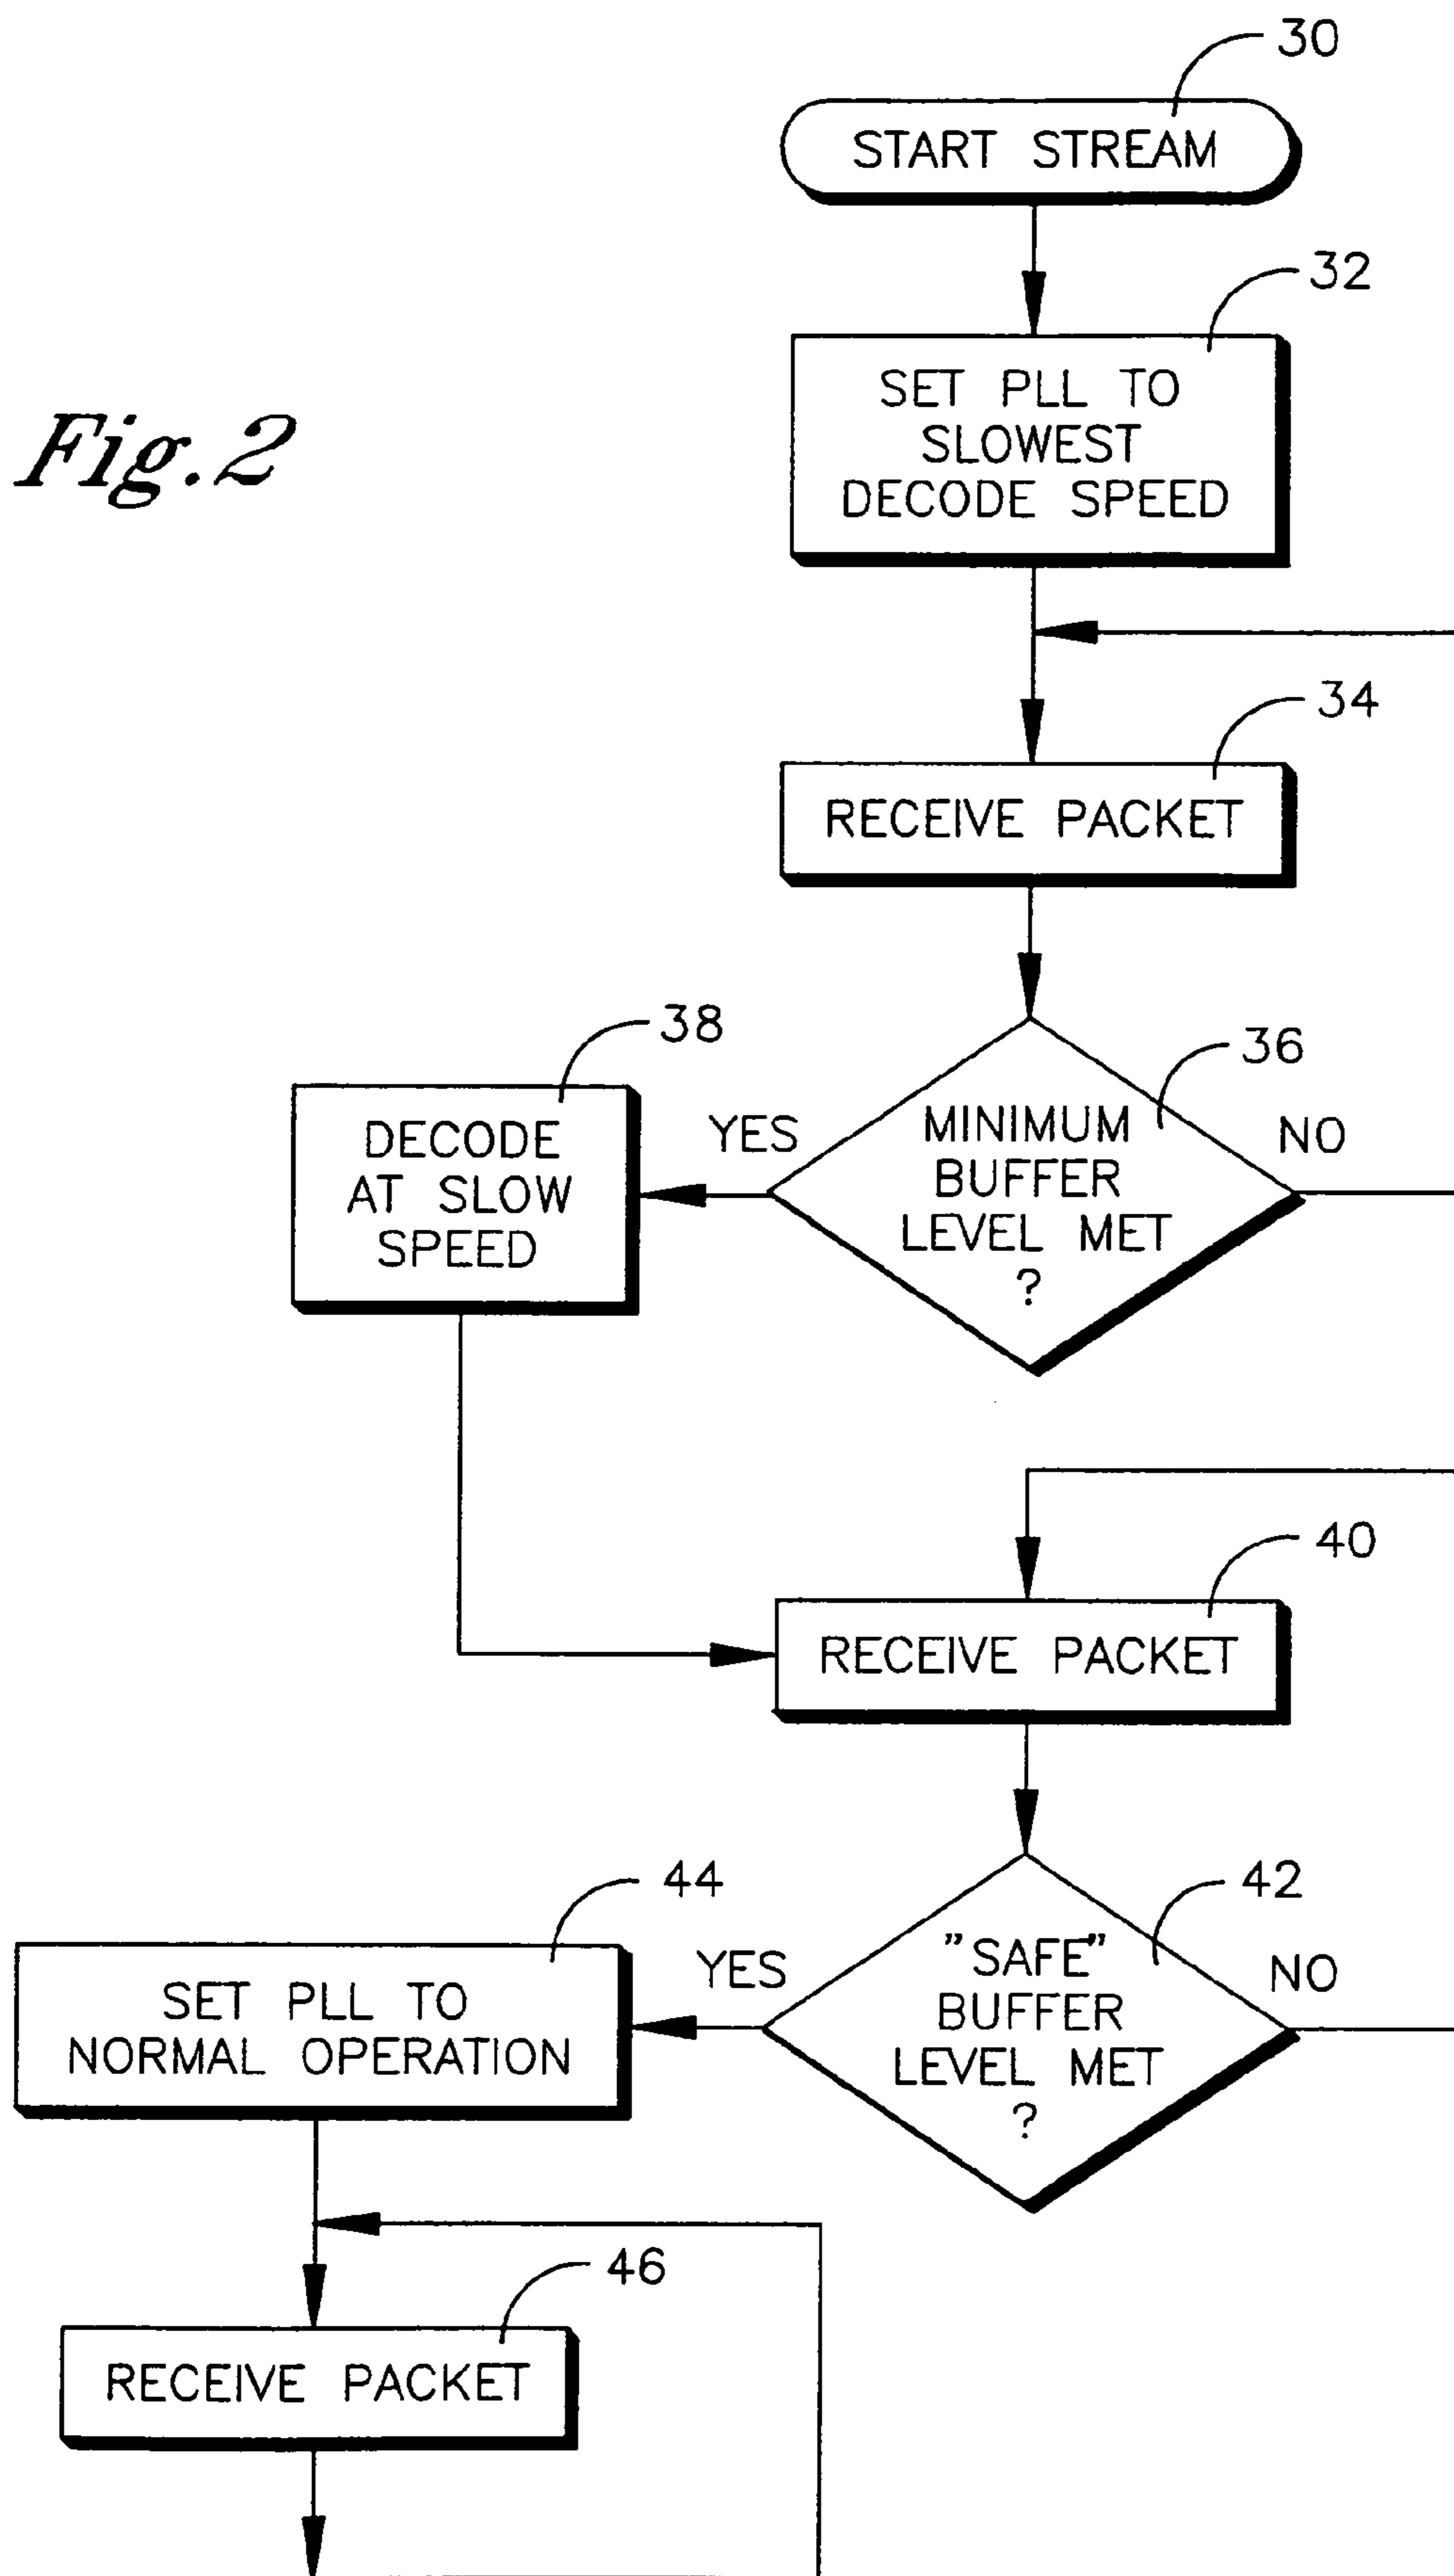 Fig. 2
30
START STREAM
32
SET PLL TO
SLOWEST
DECODE SPEED
34
RECEIVE PACKET
36
MINIMUM
BUFFER
LEVEL MET
?
YES
NO
38
DECODE
AT SLOW
SPEED
40
RECEIVE PACKET
42
"SAFE"
BUFFER
LEVEL MET
?
YES
NO
44
SET PLL TO
NORMAL OPERATION
46
RECEIVE PACKET